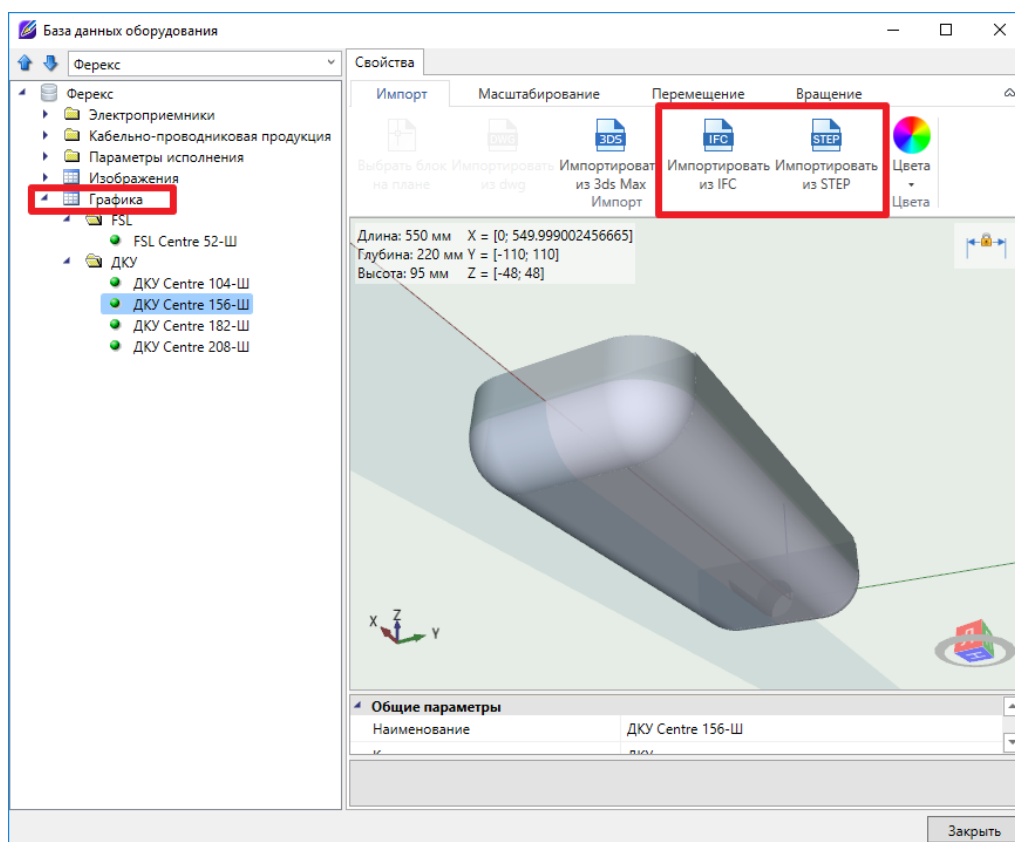 База данных оборудования
Ферекс
Свойства
Ферекс
Электроприемники
Кабельно-проводниковая продукция
Параметры исполнения
Изображения
Графика
FSL
FSL Centre 52-Ш
ДКУ
ДКУ Centre 104-Ш
ДКУ Centre 156-Ш
ДКУ Centre 182-Ш
ДКУ Centre 208-Ш
Импорт Масштабирование Перемещение Вращение
DWG 3DS IFC STEP
Выбрать блок Импортировать Импортироват Импортировать Импортировать Цвета
на плане из dwg из 3ds Max из IFC из STEP
Импорт Цвета
Длина: 550 мм X = [0; 549.999002456665]
Глубина: 220 мм Y = [-110; 110]
Высота: 95 мм Z = [-48; 48]
X Z Y
Общие параметры
Наименование ДКУ Centre 156-Ш
Закрыть